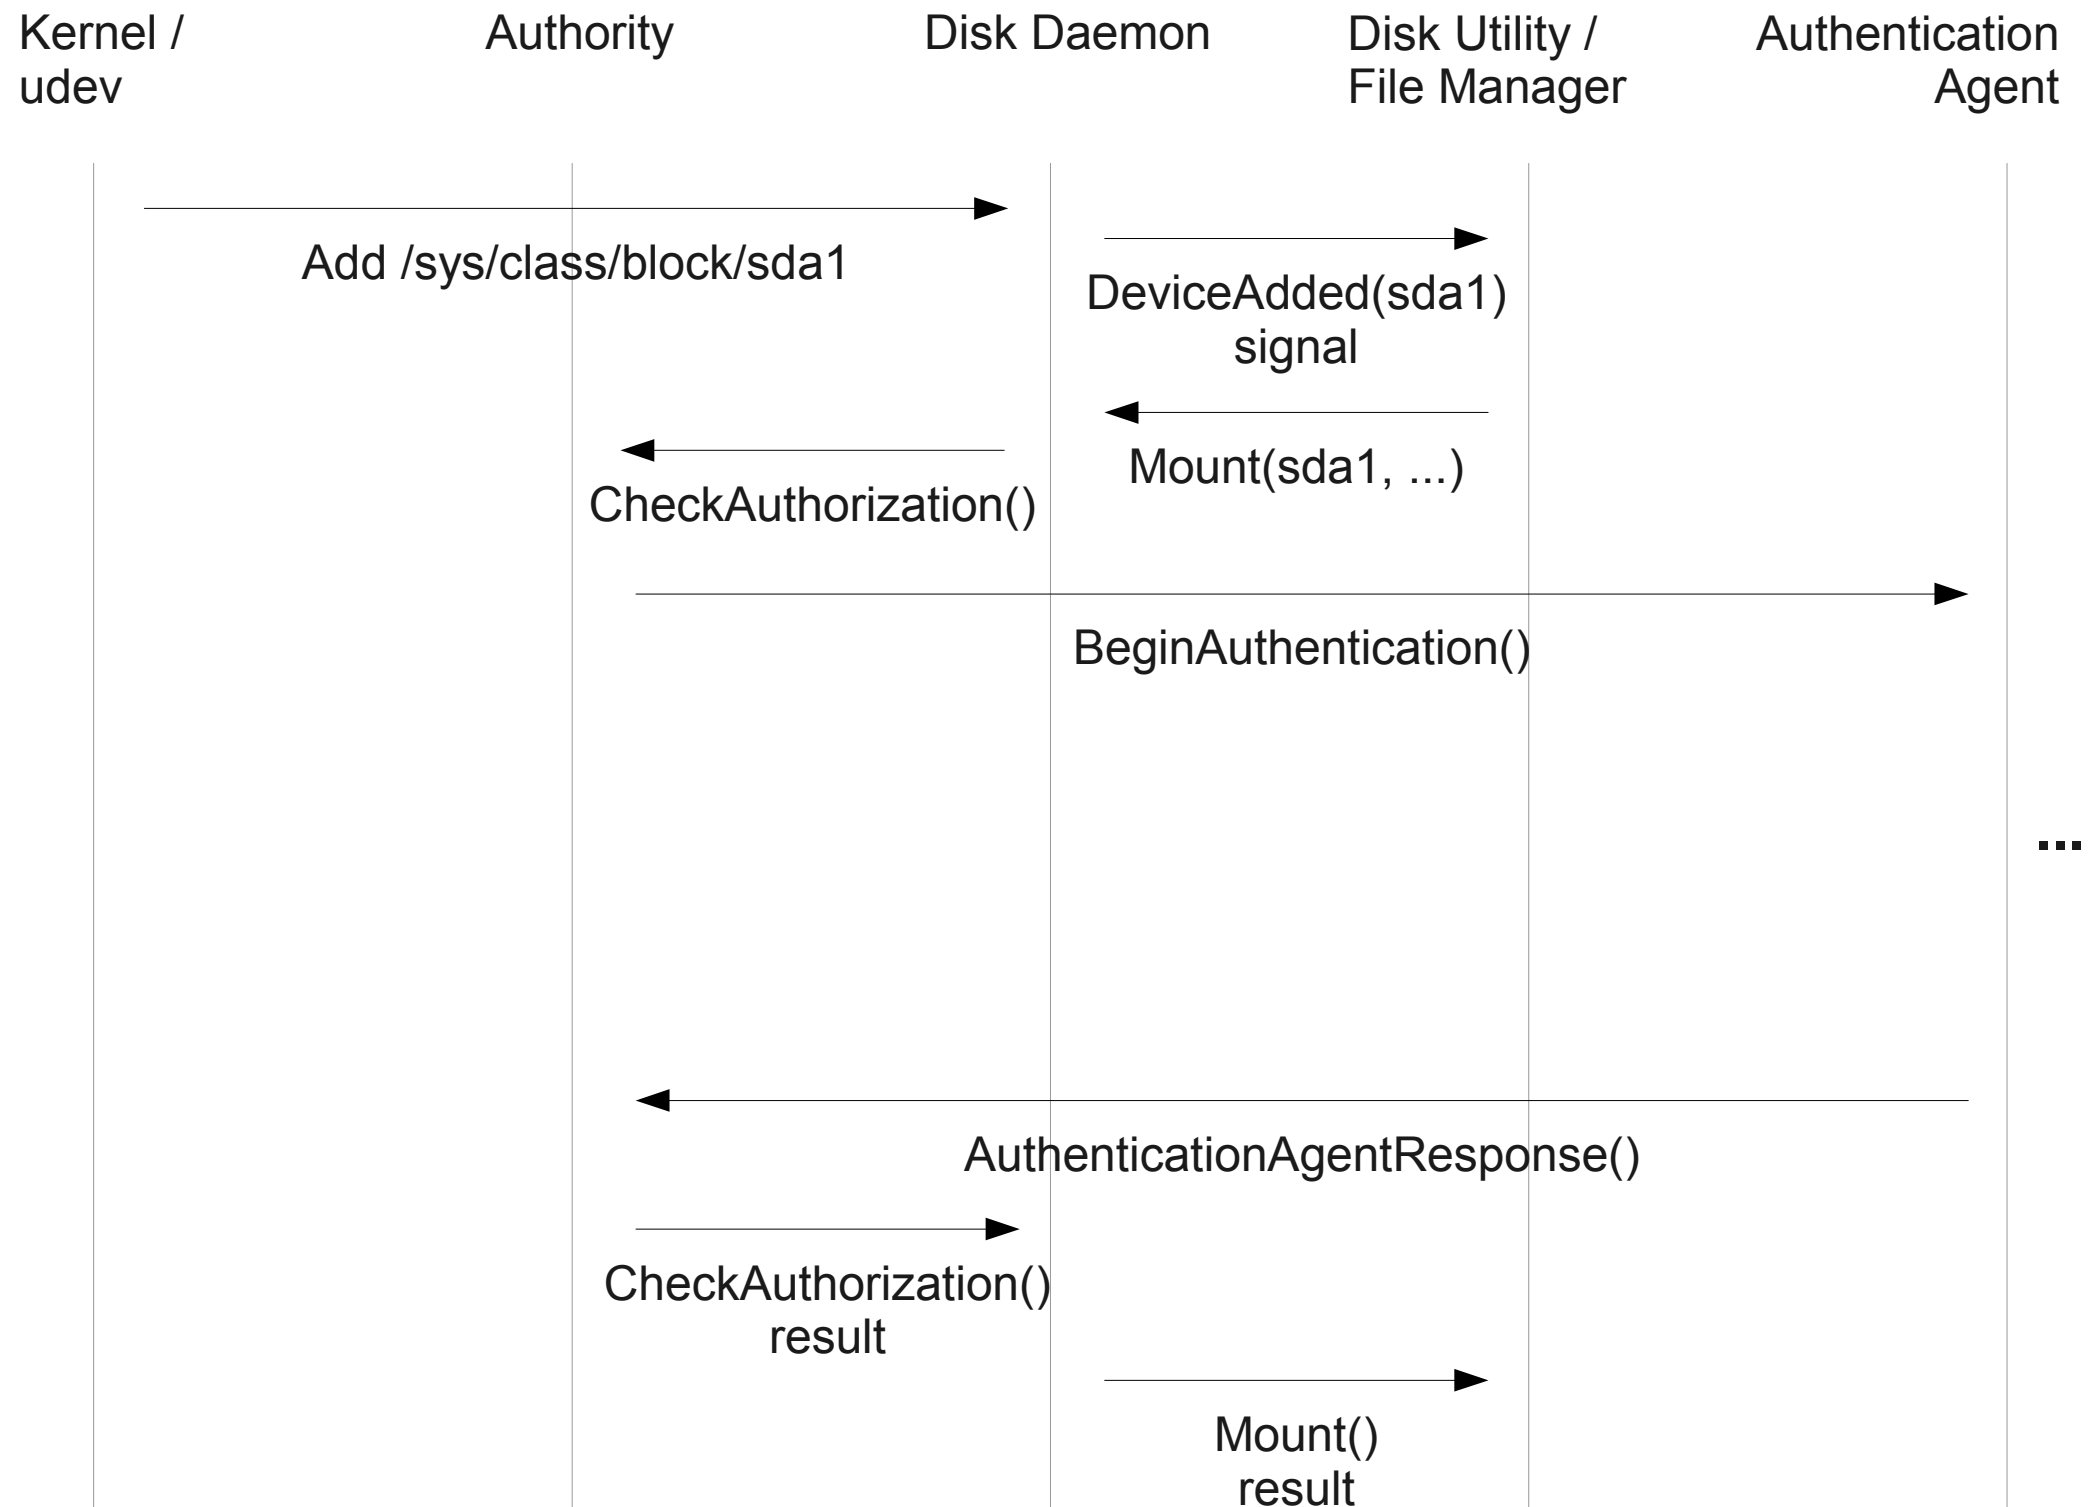 Kernel /
udev
Authority
Disk Daemon
Disk Utility /
File Manager
Authentication
Agent
Add /sys/class/block/sda1
DeviceAdded(sda1)
signal
Mount(sda1, ...)
CheckAuthorization()
BeginAuthentication()
...
AuthenticationAgentResponse()
CheckAuthorization()
result
Mount()
result